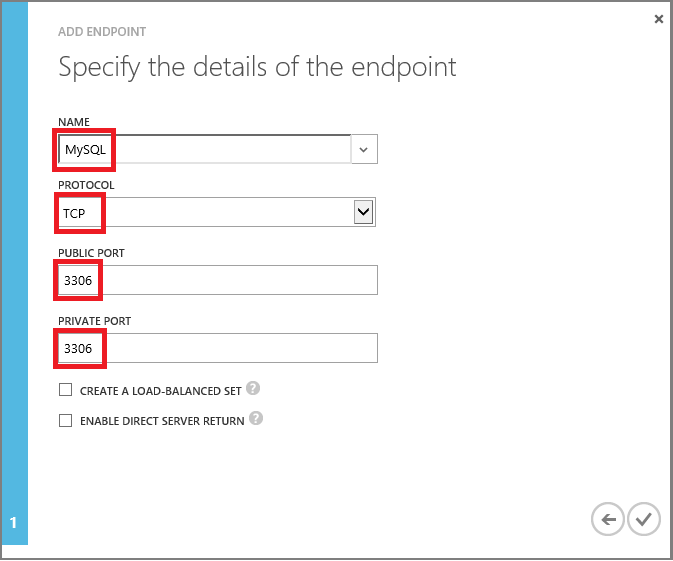 ADD ENDPOINT
Specify the details of the endpoint
NAME
MySQL
PROTOCOL
TCP
PUBLIC PORT
3306
PRIVATE PORT
3306
CREATE A LOAD-BALANCED SET ?
ENABLE DIRECT SERVER RETURN ?
1